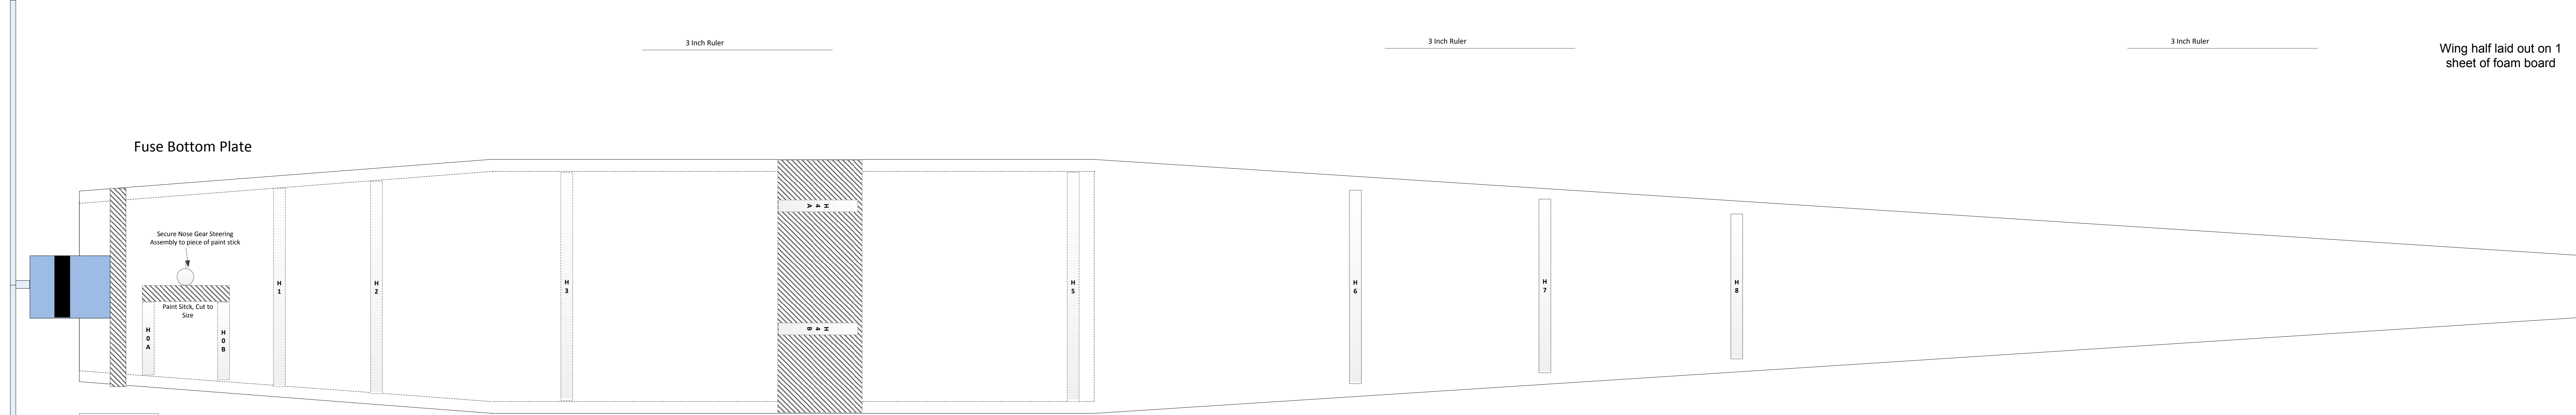 3 Inch Ruler
3 Inch Ruler
3 Inch Ruler
Wing half laid out on 1
sheet of foam board
Fuse Bottom Plate
Secure Nose Gear Steering
Assembly to piece of paint stick
Paint Sitck, Cut to
Size
H
0
A
H
0
B
H
1
H
2
H
3
H
4
A
H
4
B
H
5
H
6
H
7
H
8